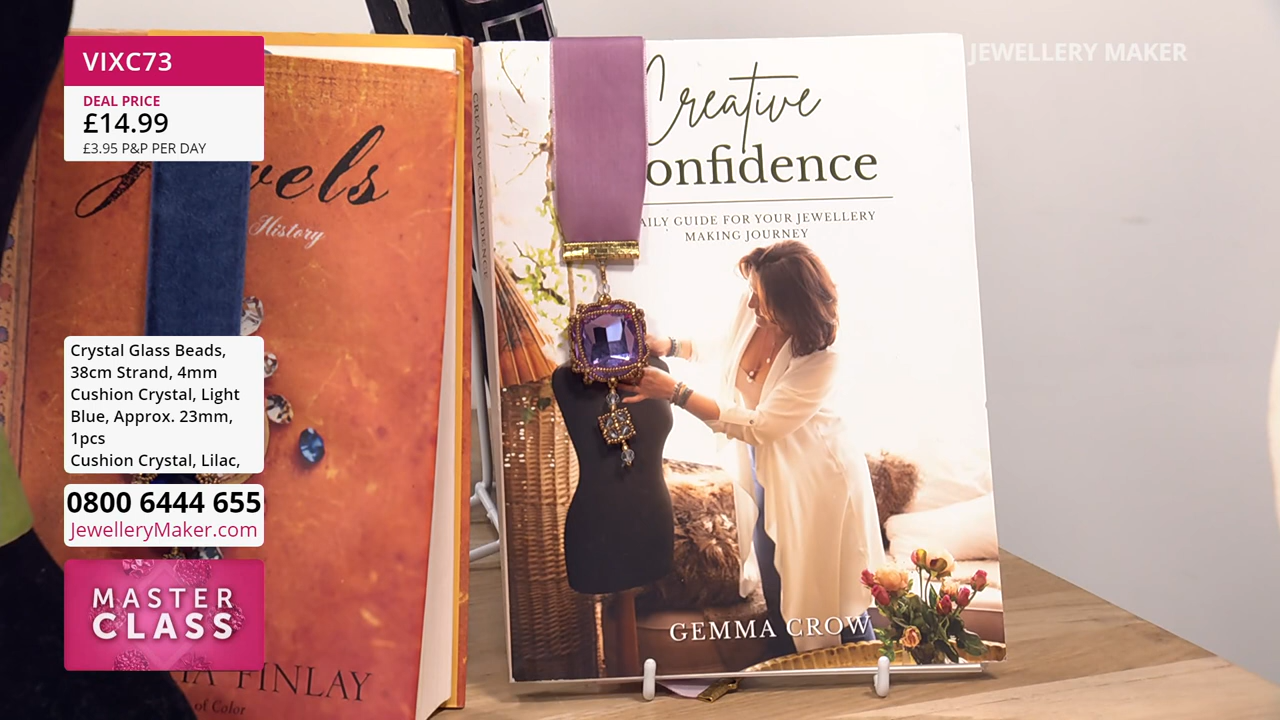 VIXC73
DEAL PRICE
£14.99
£3.95 P&P PER DAY
Crystal Glass Beads,
38cm Strand, 4mm
Cushion Crystal, Light
Blue, Approx. 23mm,
1pcs
Cushion Crystal, Lilac,
0800 6444 655
JewelleryMaker.com
MASTER
CLASS
JEWELLERY MAKER
History
FINLAY
of Color
CREATIVE CONFIDENCE
Creative
onfidence
AILY GUIDE FOR YOUR JEWELLERY
MAKING JOURNEY
GEMMA CROW